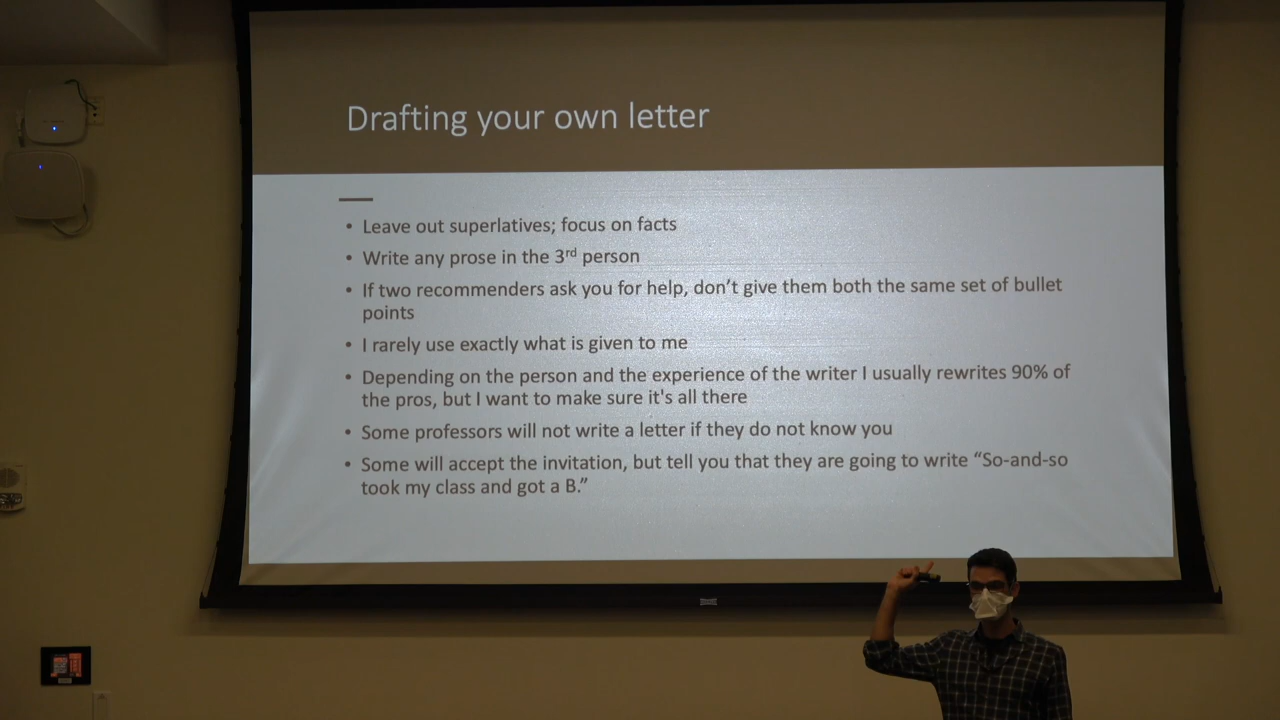 Drafting your own letter
• Leave out superlatives; focus on facts
• Write any prose in the 3rd person
• If two recommenders ask you for help, don't give them both the same set of bullet
points
• I rarely use exactly what is given to me
• Depending on the person and the experience of the writer I usually rewrites 90% of
the pros, but I want to make sure it's all there
• Some professors will not write a letter if they do not know you
• Some will accept the invitation, but tell you that they are going to write “So-and-so
took my class and got a B.”